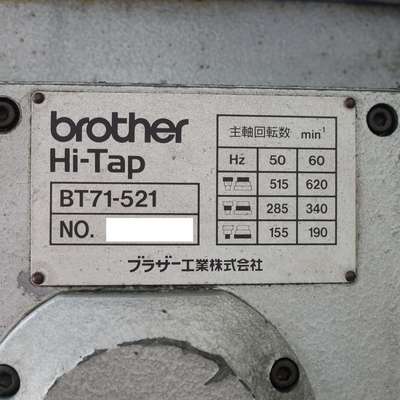 brother
Hi-Tap
BT71-521
NO.
主軸回転数 min⁻¹
Hz 50 60
515 620
285 340
155 190
ブラザー工業株式会社